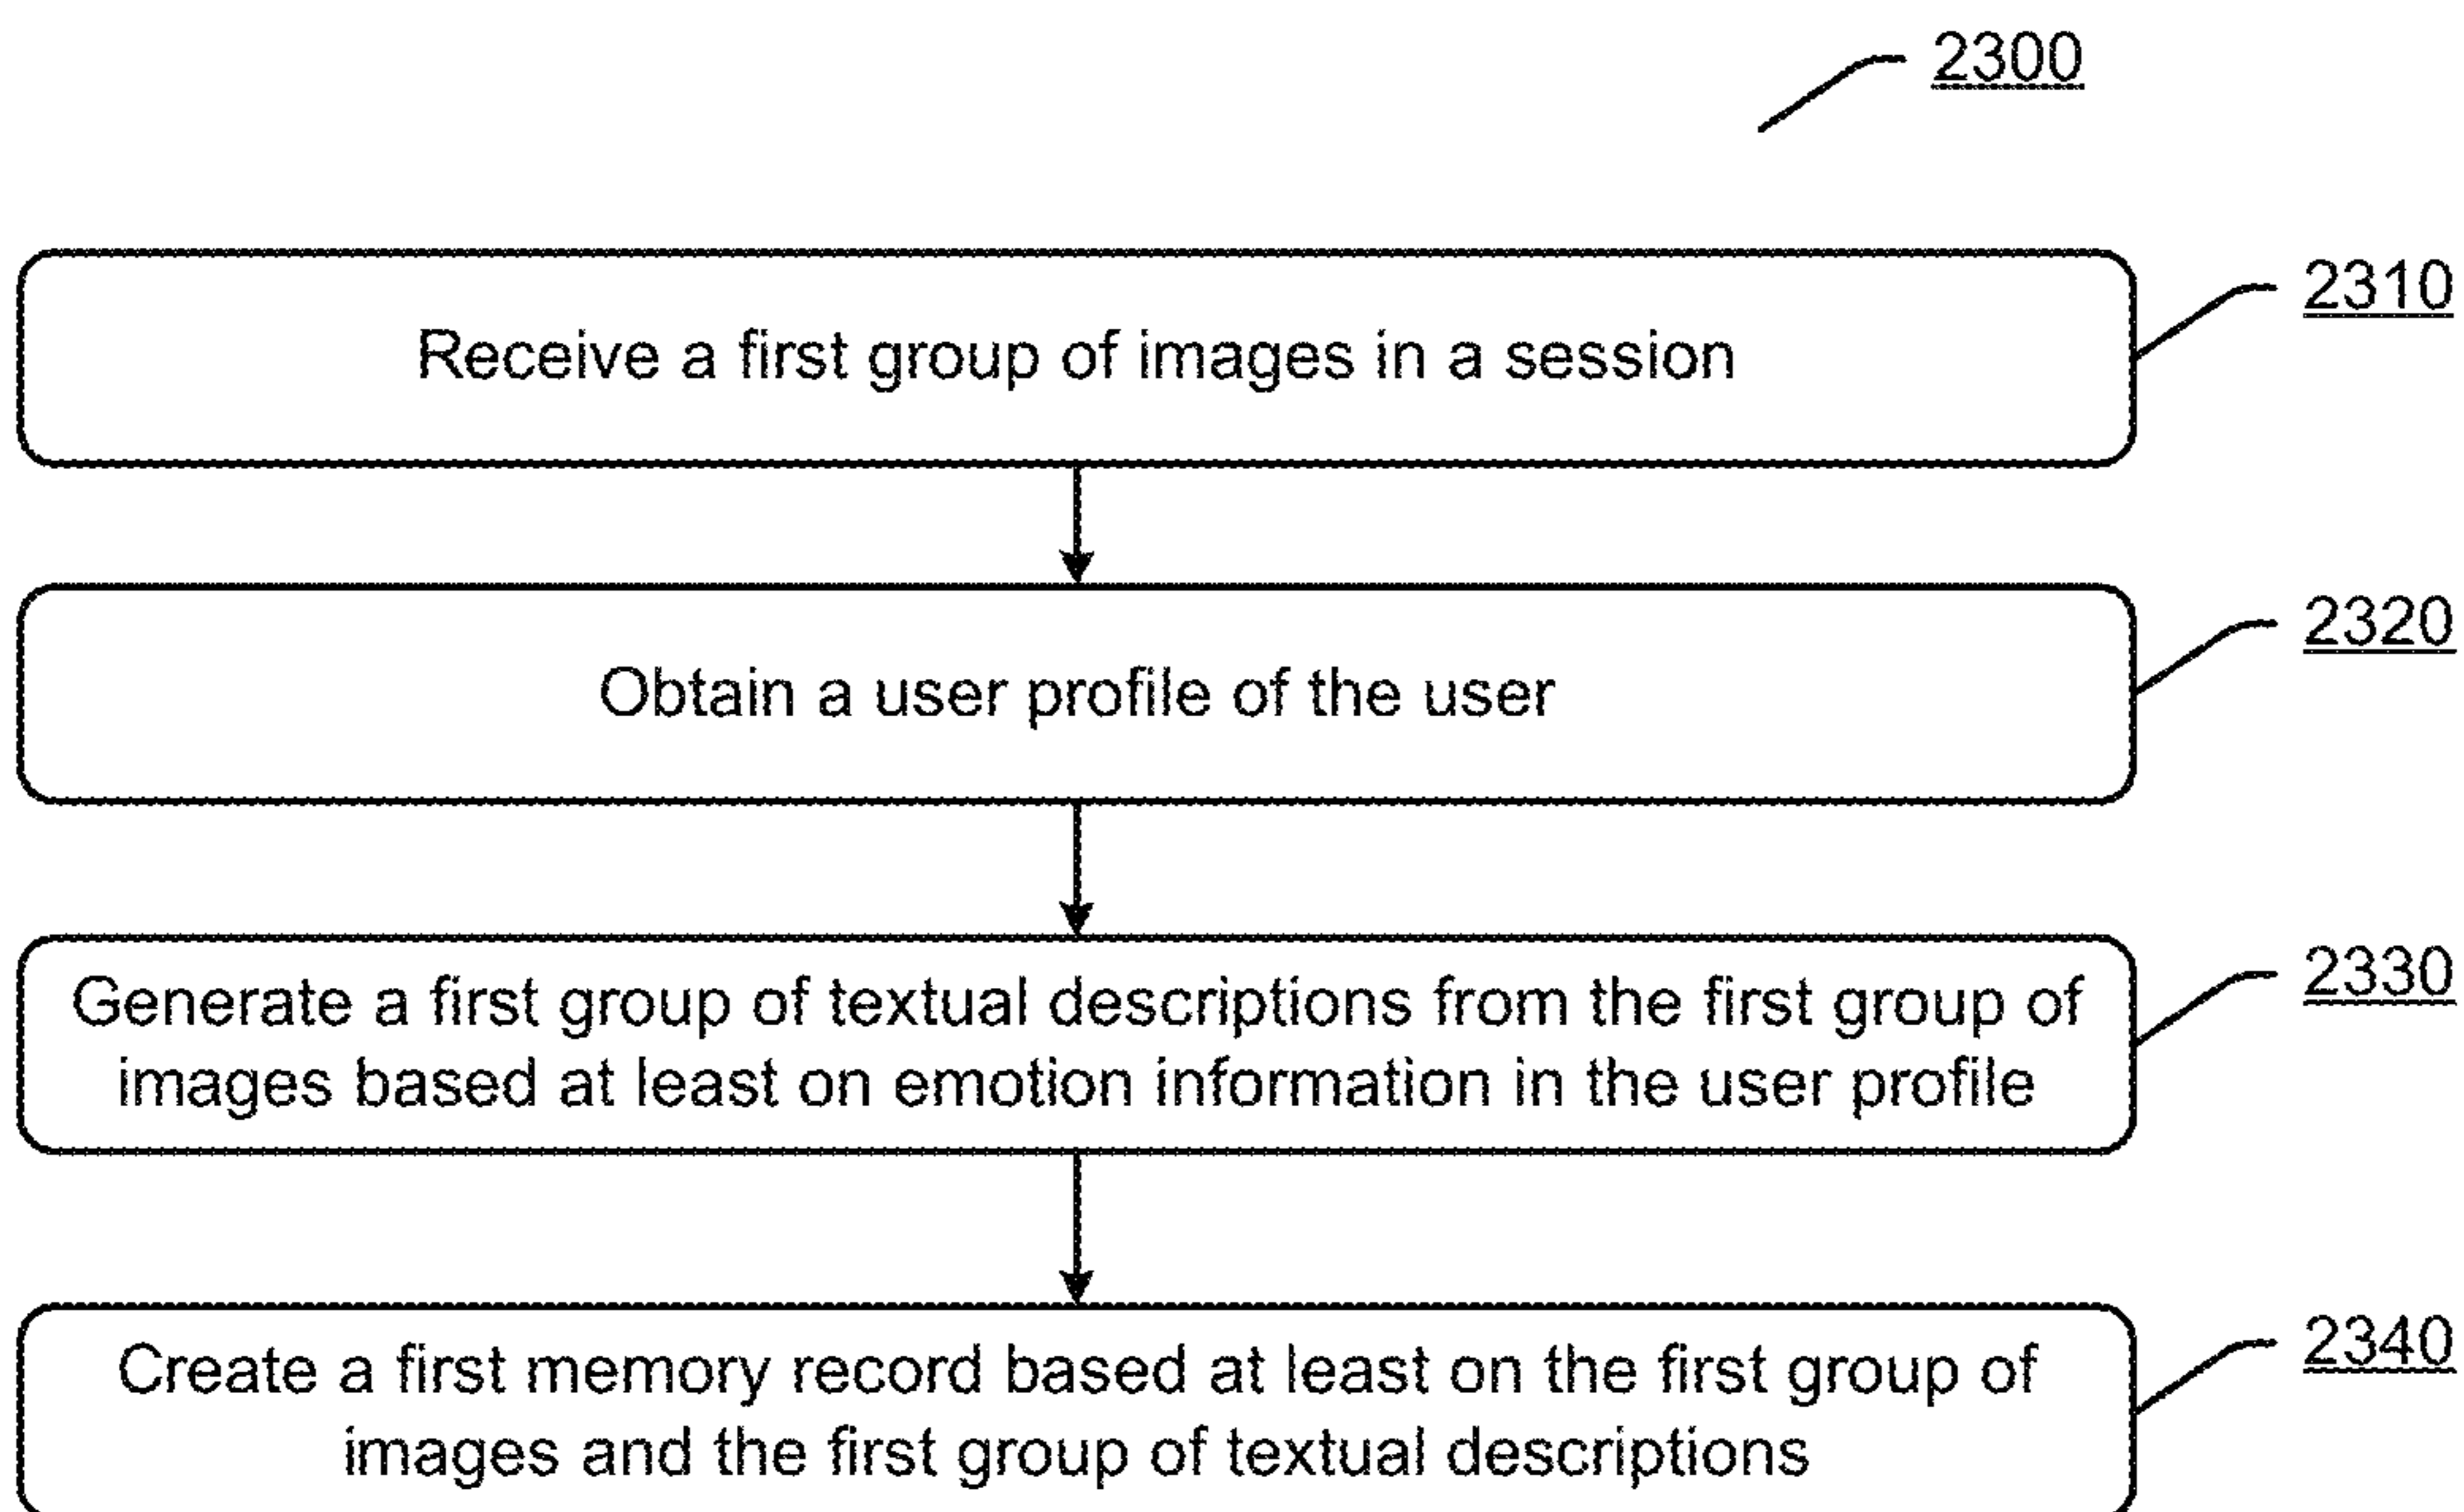 2300
Receive a first group of images in a session
2310
Obtain a user profile of the user
2320
Generate a first group of textual descriptions from the first group of
images based at least on emotion information in the user profile
2330
Create a first memory record based at least on the first group of
images and the first group of textual descriptions
2340